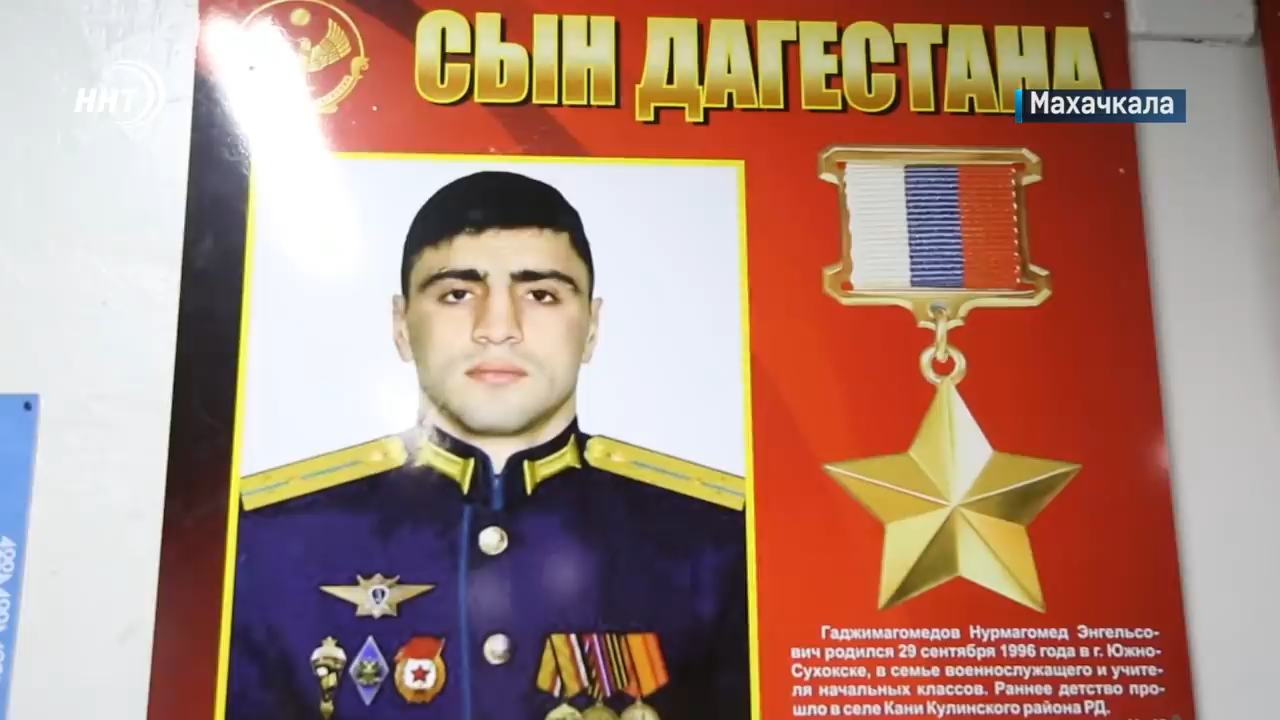 СЫН ДАГЕСТАНА
ННТ
Махачкала
Гаджимагомедов Нурмагомед Энгельсо-
вич родился 29 сентября 1996 года в г. Южно-
Сухокске, в семье военнослужащего и учите-
ля начальных классов. Раннее детство про-
шло в селе Кани Кулинского района РД.